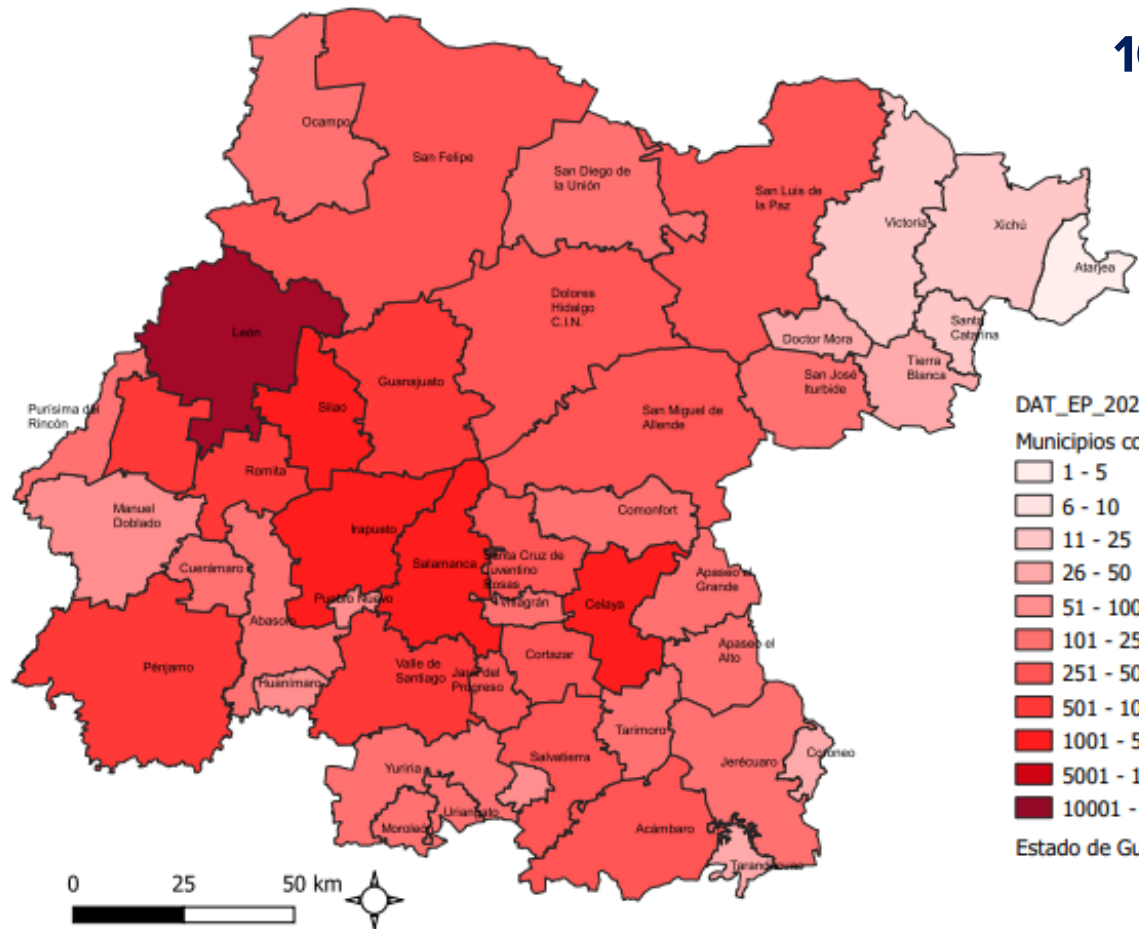 10
Ocampo
San Felipe
San Diego de
la Unión
San Luis de
la Paz
Victoria
Xichú
Atarjea
León
Dolores
Hidalgo
C.I.N.
Santa
Catarina
Doctor Mora
Tierra
Blanca
San José
Iturbide
Guanajuato
Silao
San Miguel de
Allende
Purísima del
Rincón
Romita
Manuel
Doblado
Irapuato
Salamanca
Comonfort
Santa Cruz de
Juventino
Rosas
Cuerámaro
Pueblo Nuevo
Villagrán
Celaya
Apaseo el
Grande
Abasolo
Apaseo el
Alto
Pénjamo
Huanímaro
Valle de
Santiago
Jaral del
Progreso
Cortazar
Tarimoro
Coroneo
Yuriria
Salvatierra
Jerécuaro
Uriangato
Moroleón
Acámbaro
Tarandacuao
DAT_EP_202
Municipios co
1 - 5
6 - 10
11 - 25
26 - 50
51 - 100
101 - 25
251 - 50
501 - 10
1001 - 5
5001 - 1
10001 -
Estado de Gu
0 25 50 km